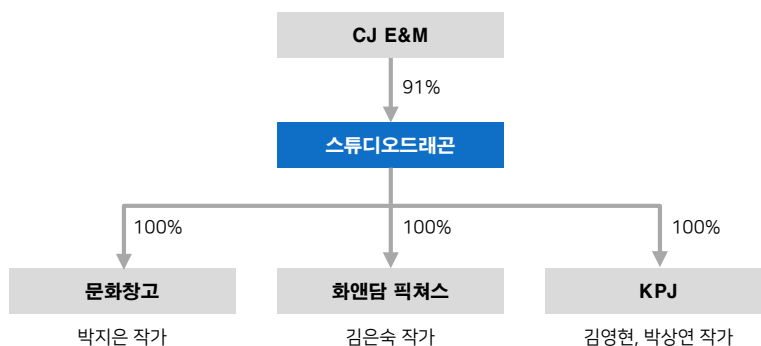 CJ E&M
91%
스튜디오드래곤
100% 100% 100%
문화창고 화앤담 픽쳐스 KPJ
박지은 작가 김은숙 작가 김영현, 박상연 작가